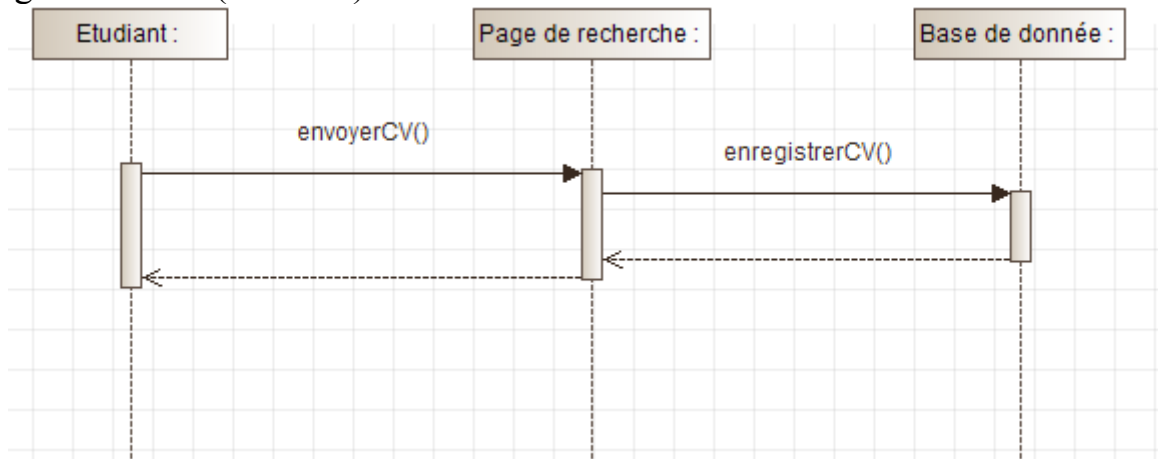 Etudiant :
Page de recherche :
Base de donnée :
envoyerCV()
enregistrerCV()